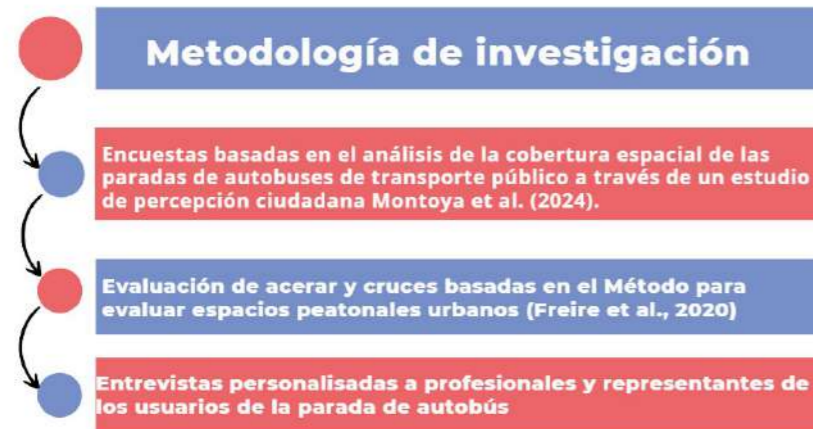 Metodología de investigación
Encuestas basadas en el análisis de la cobertura espacial de las
paradas de autobuses de transporte público a través de un estudio
de percepción ciudadana Montoya et al. (2024).
Evaluación de acerar y cruces basadas en el Método para
evaluar espacios peatonales urbanos (Freire et al., 2020)
Entrevistas personalisadas a profesionales y representantes de
los usuarios de la parada de autobús